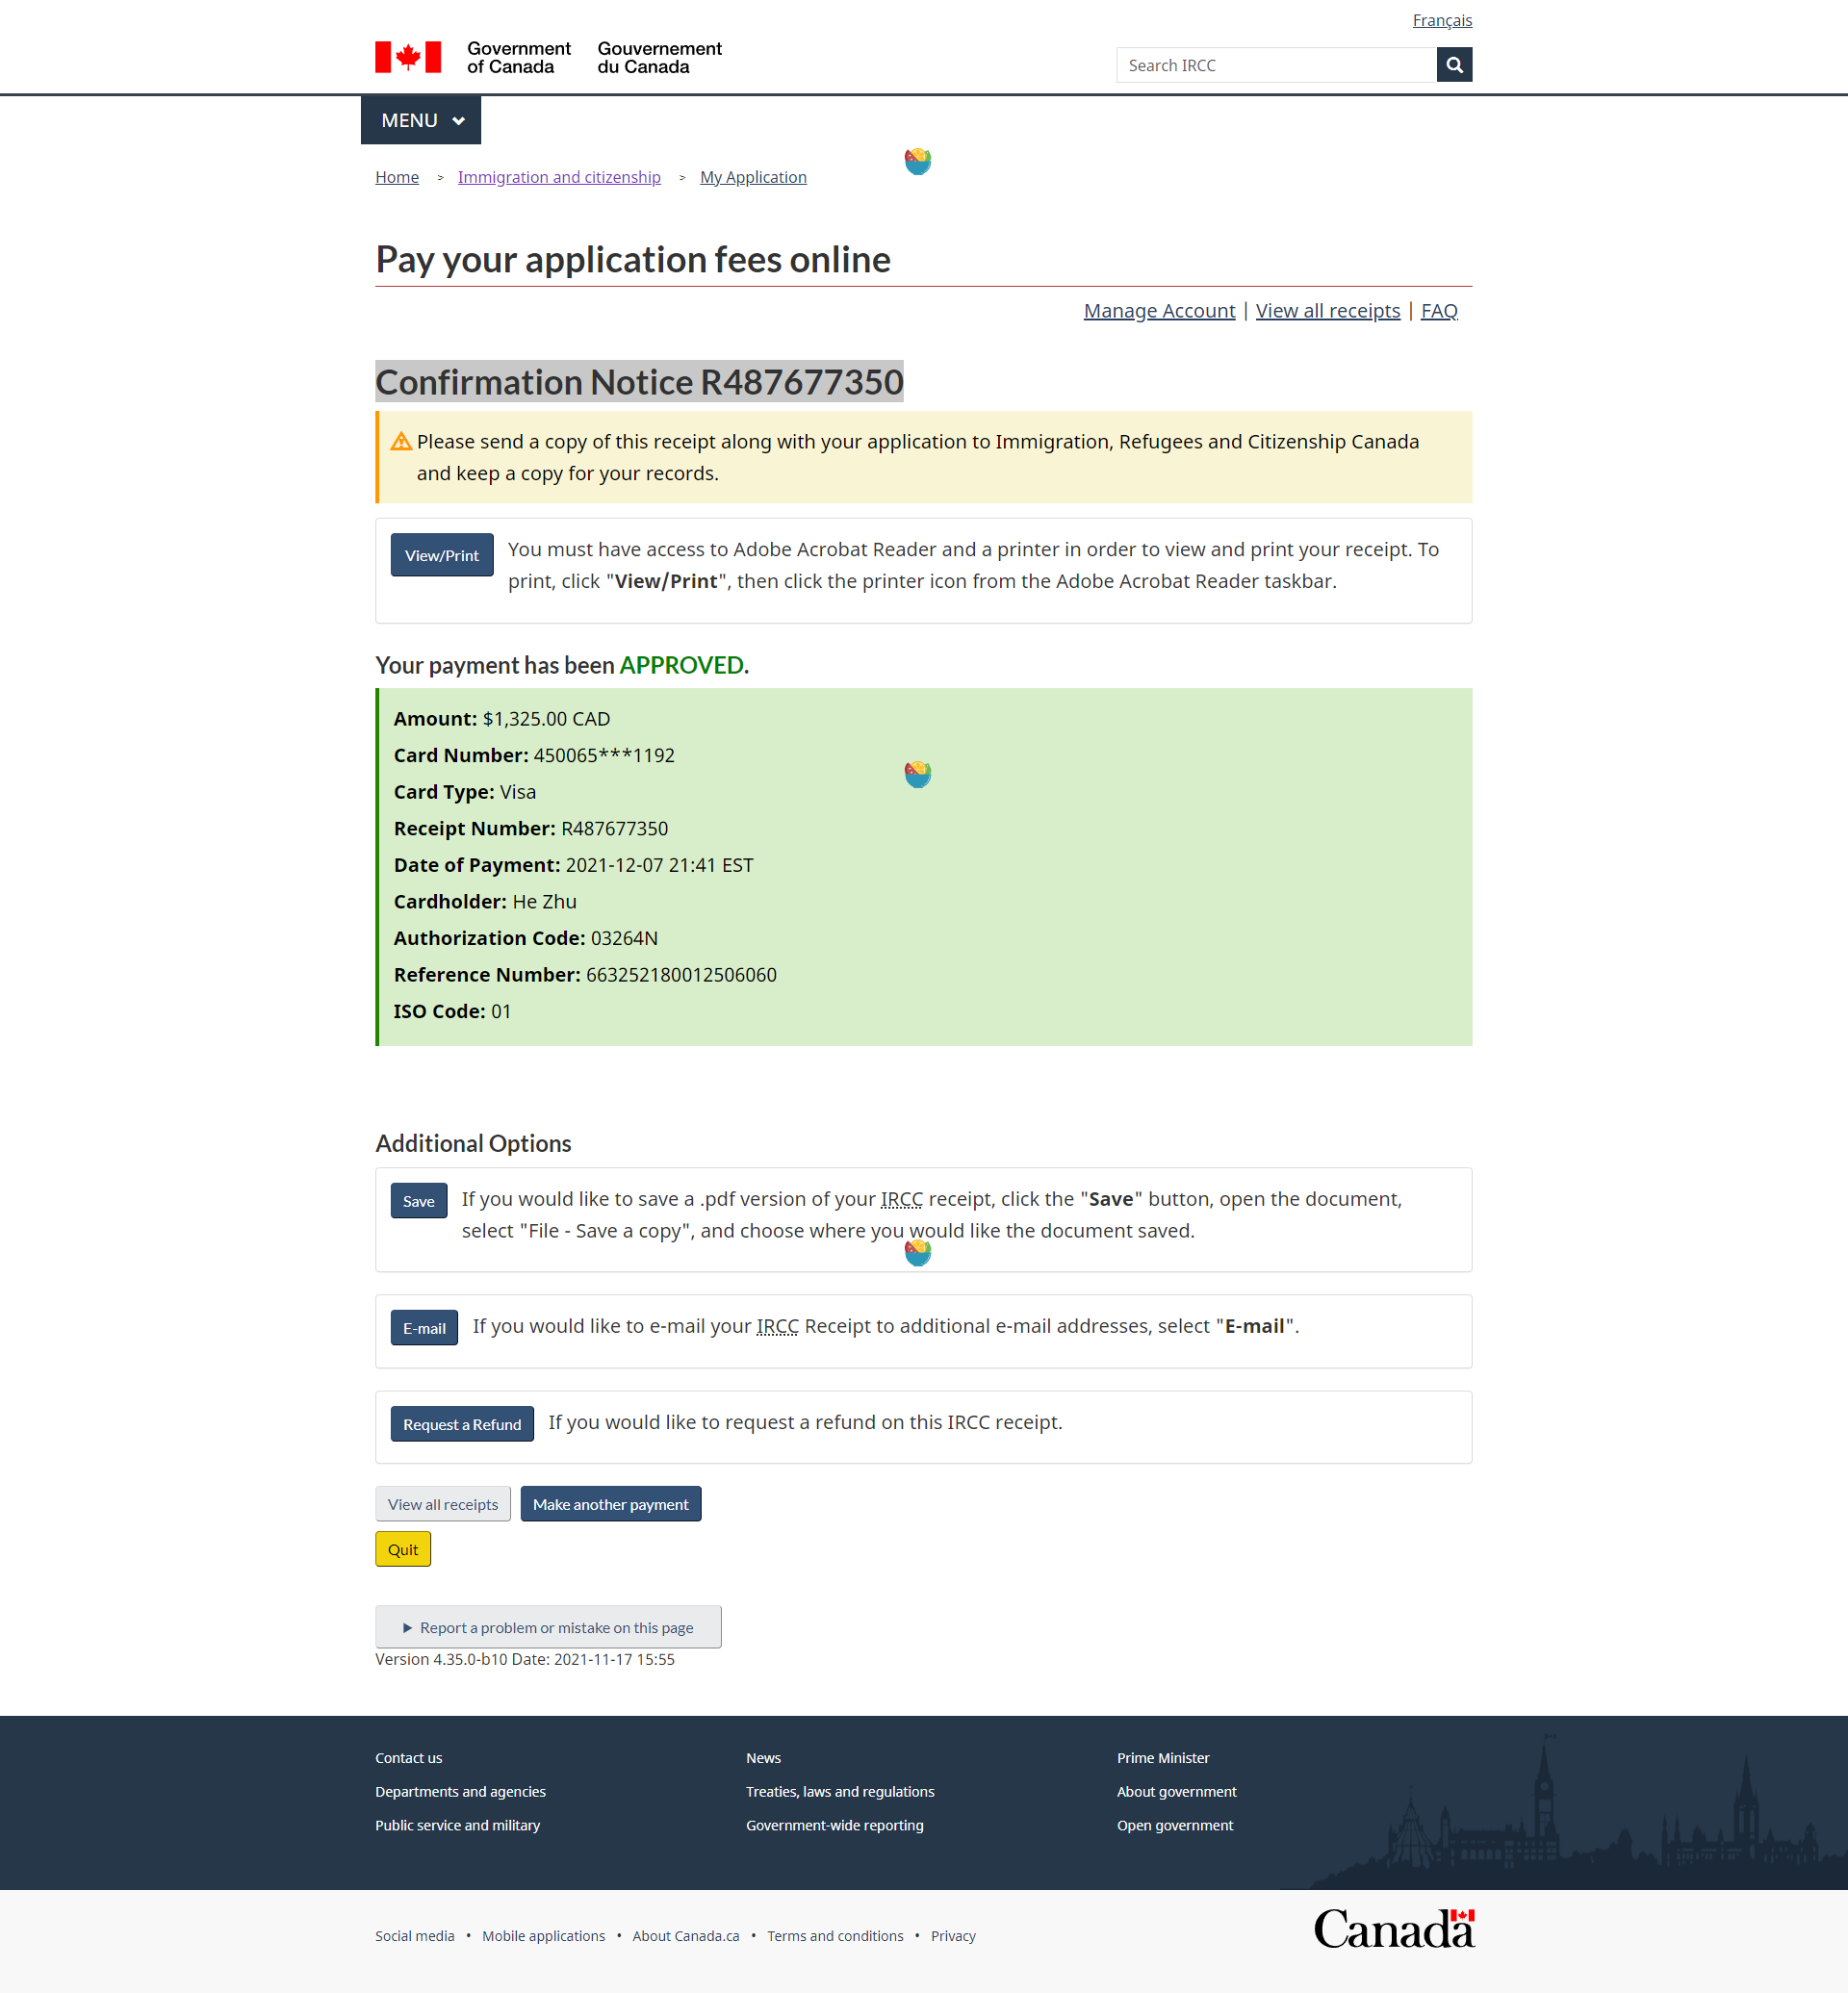 Français
Government of Canada
Gouvernement du Canada
Search IRCC
MENU
Home > Immigration and citizenship > My Application
Pay your application fees online
Manage Account | View all receipts | FAQ
Confirmation Notice R487677350
Please send a copy of this receipt along with your application to Immigration, Refugees and Citizenship Canada
and keep a copy for your records.
View/Print
You must have access to Adobe Acrobat Reader and a printer in order to view and print your receipt. To
print, click "View/Print", then click the printer icon from the Adobe Acrobat Reader taskbar.
Your payment has been APPROVED.
Amount: $1,325.00 CAD
Card Number: 450065***1192
Card Type: Visa
Receipt Number: R487677350
Date of Payment: 2021-12-07 21:41 EST
Cardholder: He Zhu
Authorization Code: 03264N
Reference Number: 663252180012506060
ISO Code: 01
Additional Options
Save
If you would like to save a .pdf version of your IRCC receipt, click the "Save" button, open the document,
select "File - Save a copy", and choose where you would like the document saved.
E-mail
If you would like to e-mail your IRCC Receipt to additional e-mail addresses, select "E-mail".
Request a Refund
If you would like to request a refund on this IRCC receipt.
View all receipts
Make another payment
Quit
Report a problem or mistake on this page
Version 4.35.0-b10 Date: 2021-11-17 15:55
Contact us
News
Prime Minister
Departments and agencies
Treaties, laws and regulations
About government
Public service and military
Government-wide reporting
Open government
Social media • Mobile applications • About Canada.ca • Terms and conditions • Privacy
Canada